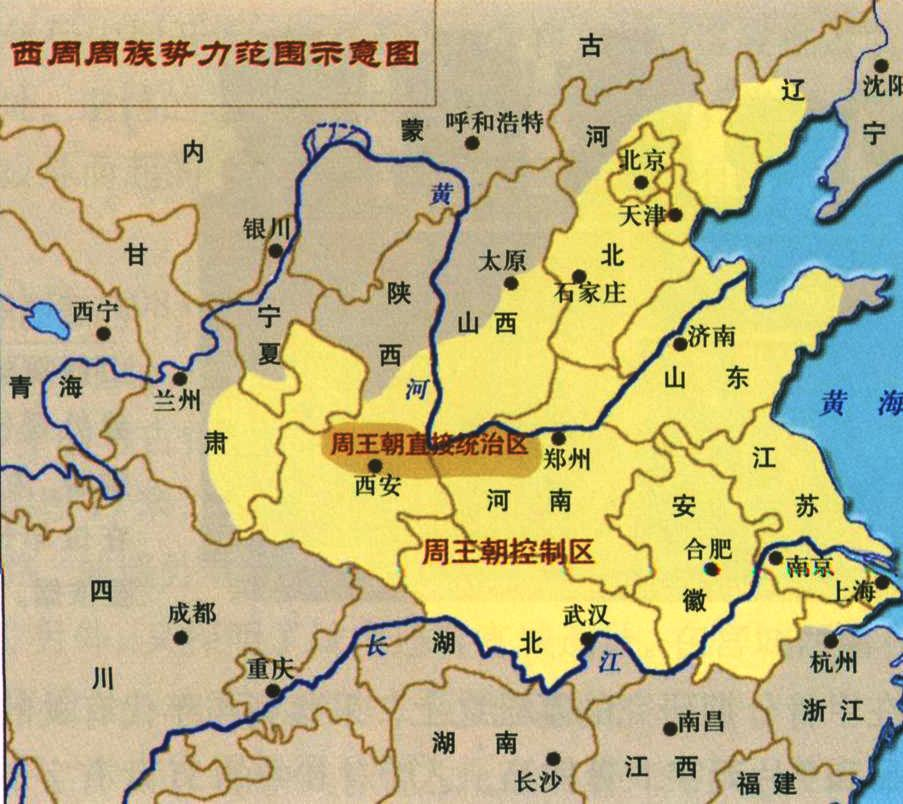 西周周族势力范围示意图
古
辽
沈阳
宁
内
蒙
呼和浩特
河
北京
黄
天津
银川
甘
太原
北
石家庄
陕
西宁
宁
夏
山西
济南
西
青海
兰州
河
山东
黄海
肃
周王朝直接统治区
郑州
江
西安
河南
安
苏
周王朝控制区
合肥
南京
四
徽
上海
成都
武汉
长
湖
北
江
杭州
川
重庆
浙江
南昌
湖南
长沙
江西
福建